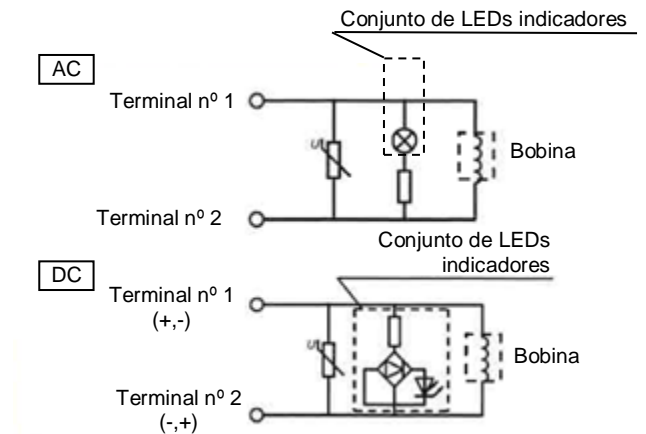 Conjunto de LEDs indicadores
AC
Terminal nº 1
U
Bobina
Terminal nº 2
Conjunto de LEDs
indicadores
DC
Terminal nº 1
(+,-)
U
Bobina
Terminal nº 2
(-,+)